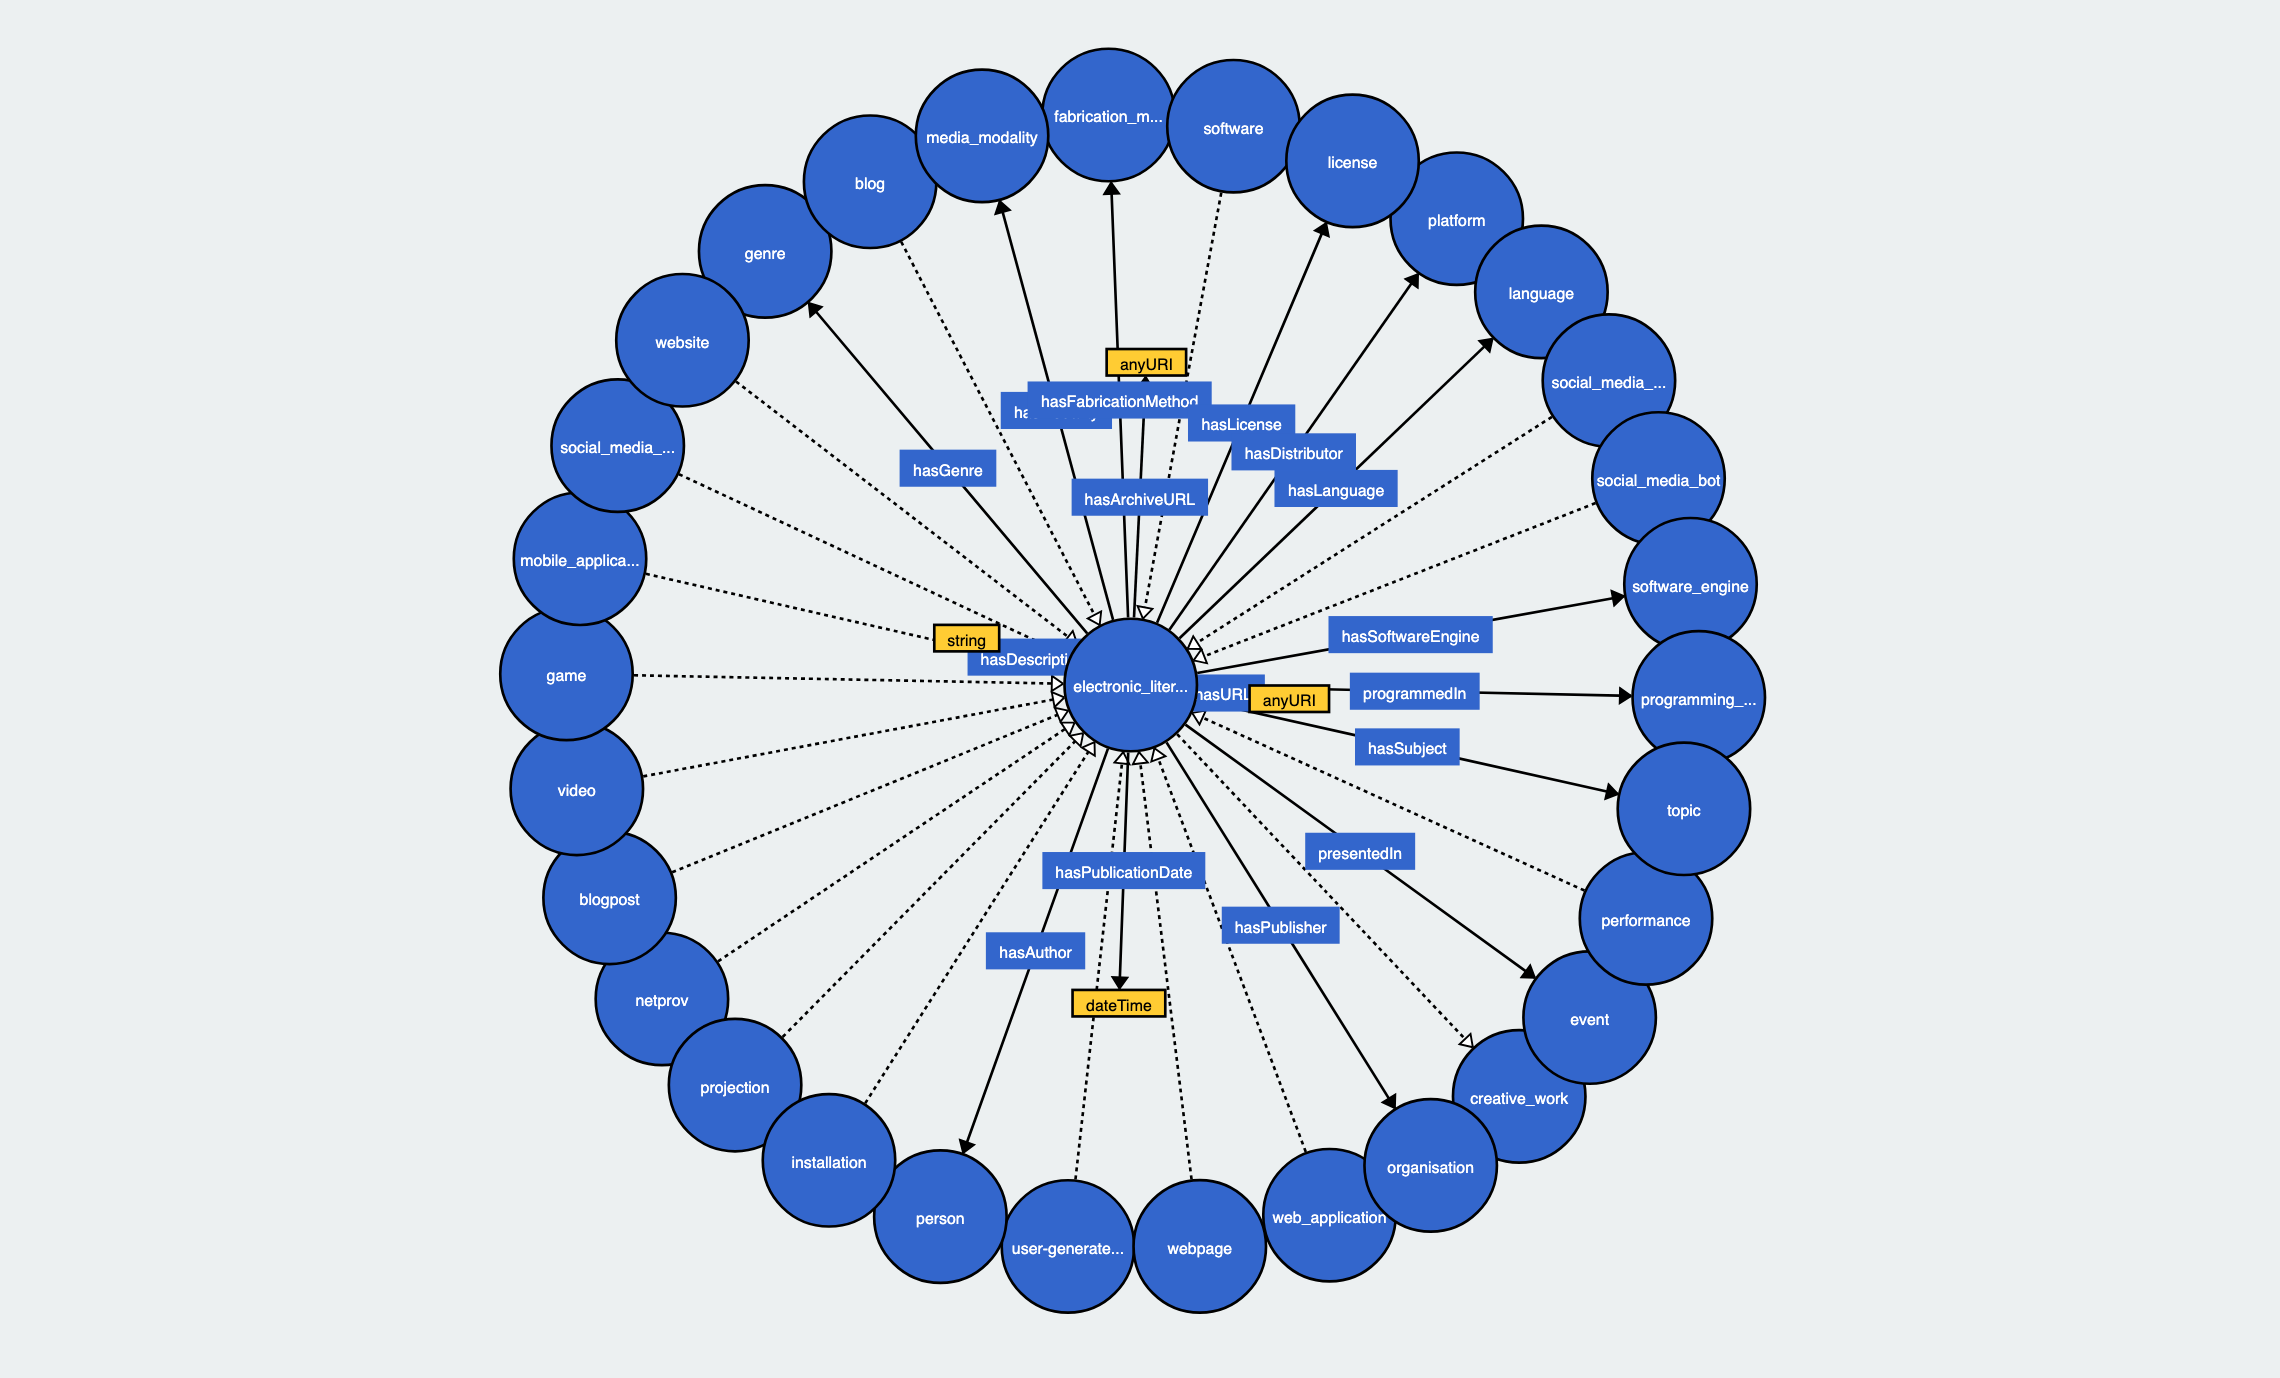 fabrication_m...
software
media_modality
license
blog
platform
genre
language
website
social_media_...
anyURI
hasFabricationMethod
hasLicense
social_media_...
hasDistributor
hasGenre
social_media_bot
hasLanguage
hasArchiveURL
mobile_applica...
software_engine
hasSoftwareEngine
string
hasDescripti
game
electronic_liter...
hasURL
anyURI
programmedIn
programming_...
hasSubject
video
topic
presentedIn
hasPublicationDate
blogpost
performance
hasPublisher
hasAuthor
netprov
dateTime
event
projection
creative_work
installation
organisation
person
web_application
user-generate...
webpage